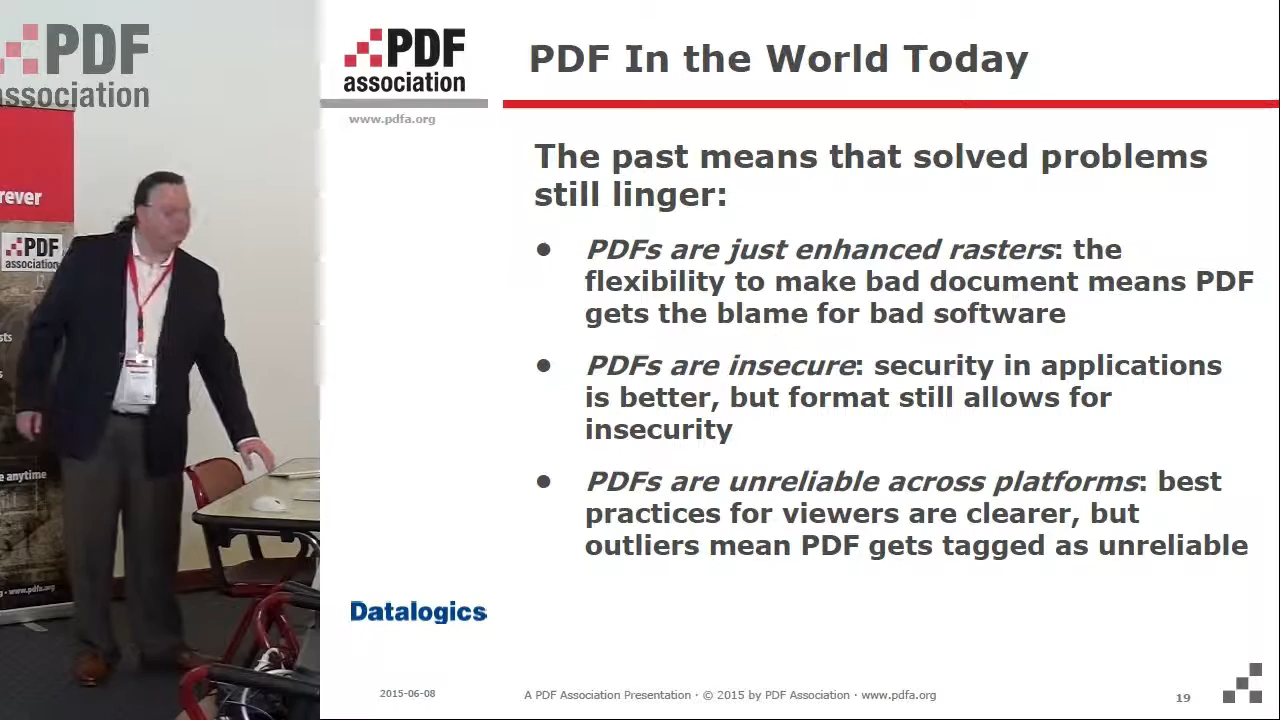 PDF
association
rever
PDF
association
sts
e anytime
www.pdfa.org
PDF
association
www.pdfa.org
PDF In the World Today
The past means that solved problems
still linger:
● PDFs are just enhanced rasters: the
flexibility to make bad document means PDF
gets the blame for bad software
● PDFs are insecure: security in applications
is better, but format still allows for
insecurity
● PDFs are unreliable across platforms: best
practices for viewers are clearer, but
outliers mean PDF gets tagged as unreliable
Datalogics
2015-06-08
A PDF Association Presentation · © 2015 by PDF Association · www.pdfa.org
19